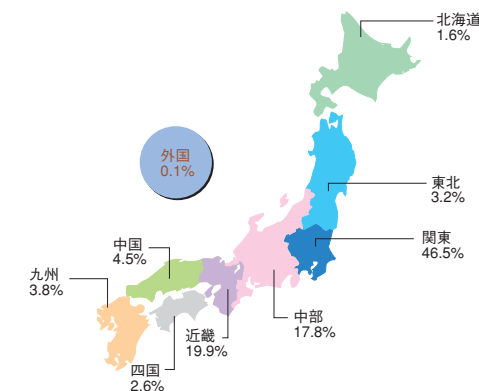 北海道
1.6%
外国
0.1%
東北
3.2%
関東
46.5%
中国
4.5%
九州
3.8%
中部
17.8%
近畿
19.9%
四国
2.6%